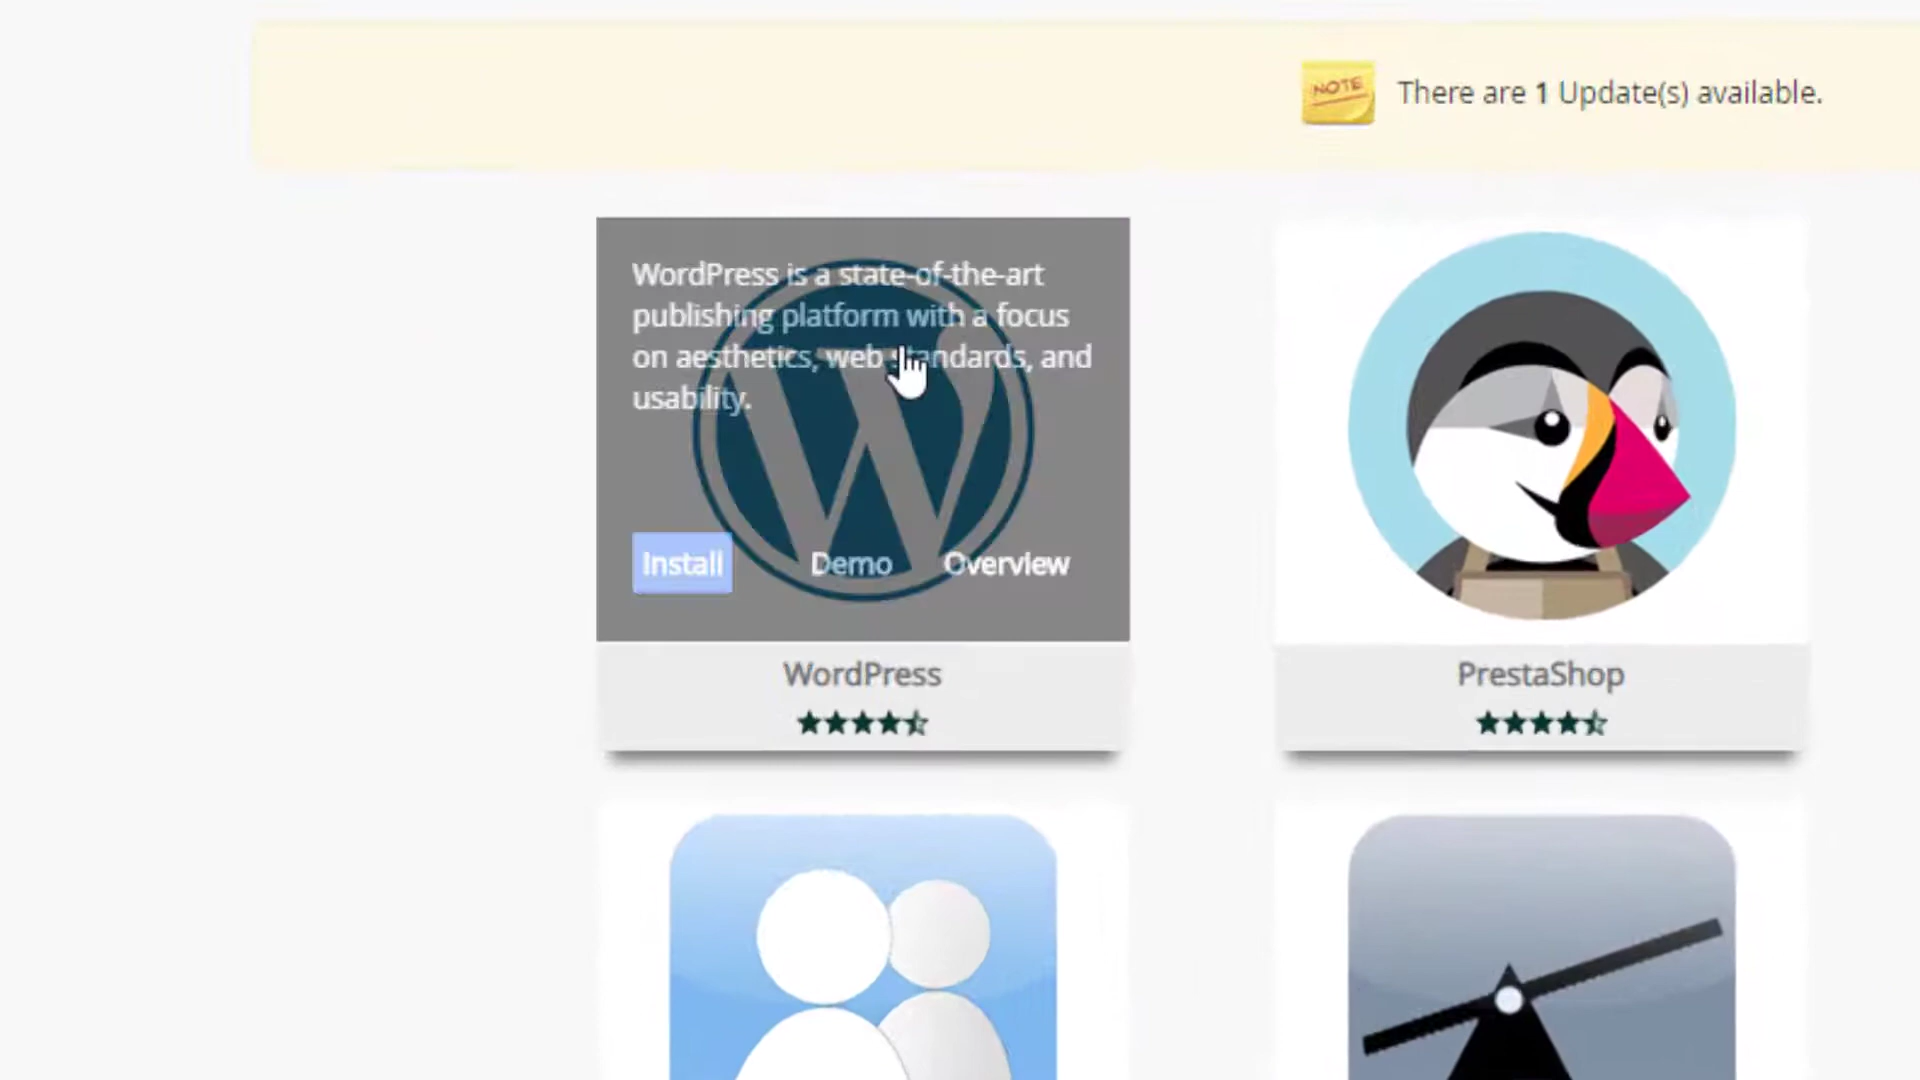 NOTE
There are 1 Update(s) available.
WordPress is a state-of-the-art
publishing platform with a focus
on aesthetics, web standards, and
usability.
Install Demo Overview
WordPress
PrestaShop